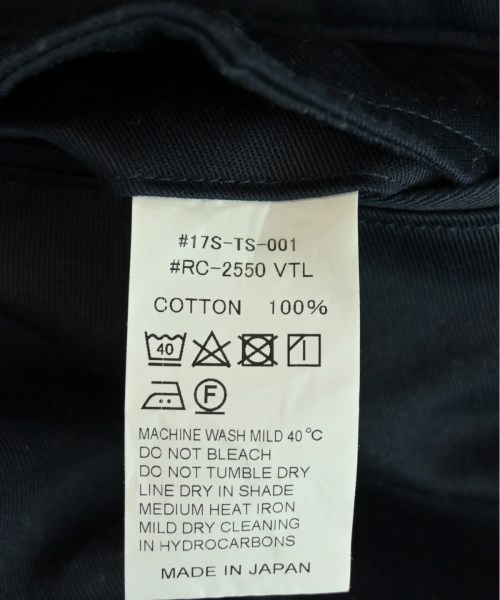 #17S-TS-001
#RC-2550 VTL
COTTON 100%
40
F
MACHINE WASH MILD 40°C
DO NOT BLEACH
DO NOT TUMBLE DRY
LINE DRY IN SHADE
MEDIUM HEAT IRON
MILD DRY CLEANING
IN HYDROCARBONS
MADE IN JAPAN